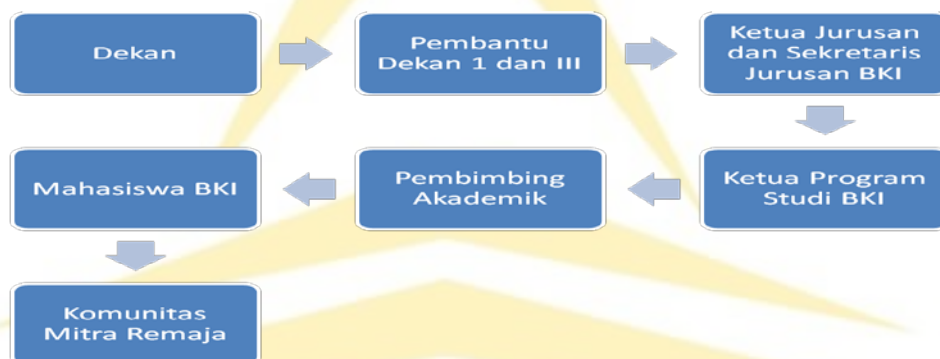 Dekan
Pembantu
Dekan 1 dan III
Ketua Jurusan
dan Sekretaris
Jurusan BKI
Ketua Program
Studi BKI
Pembimbing
Akademik
Mahasiswa BKI
Komunitas
Mitra Remaja